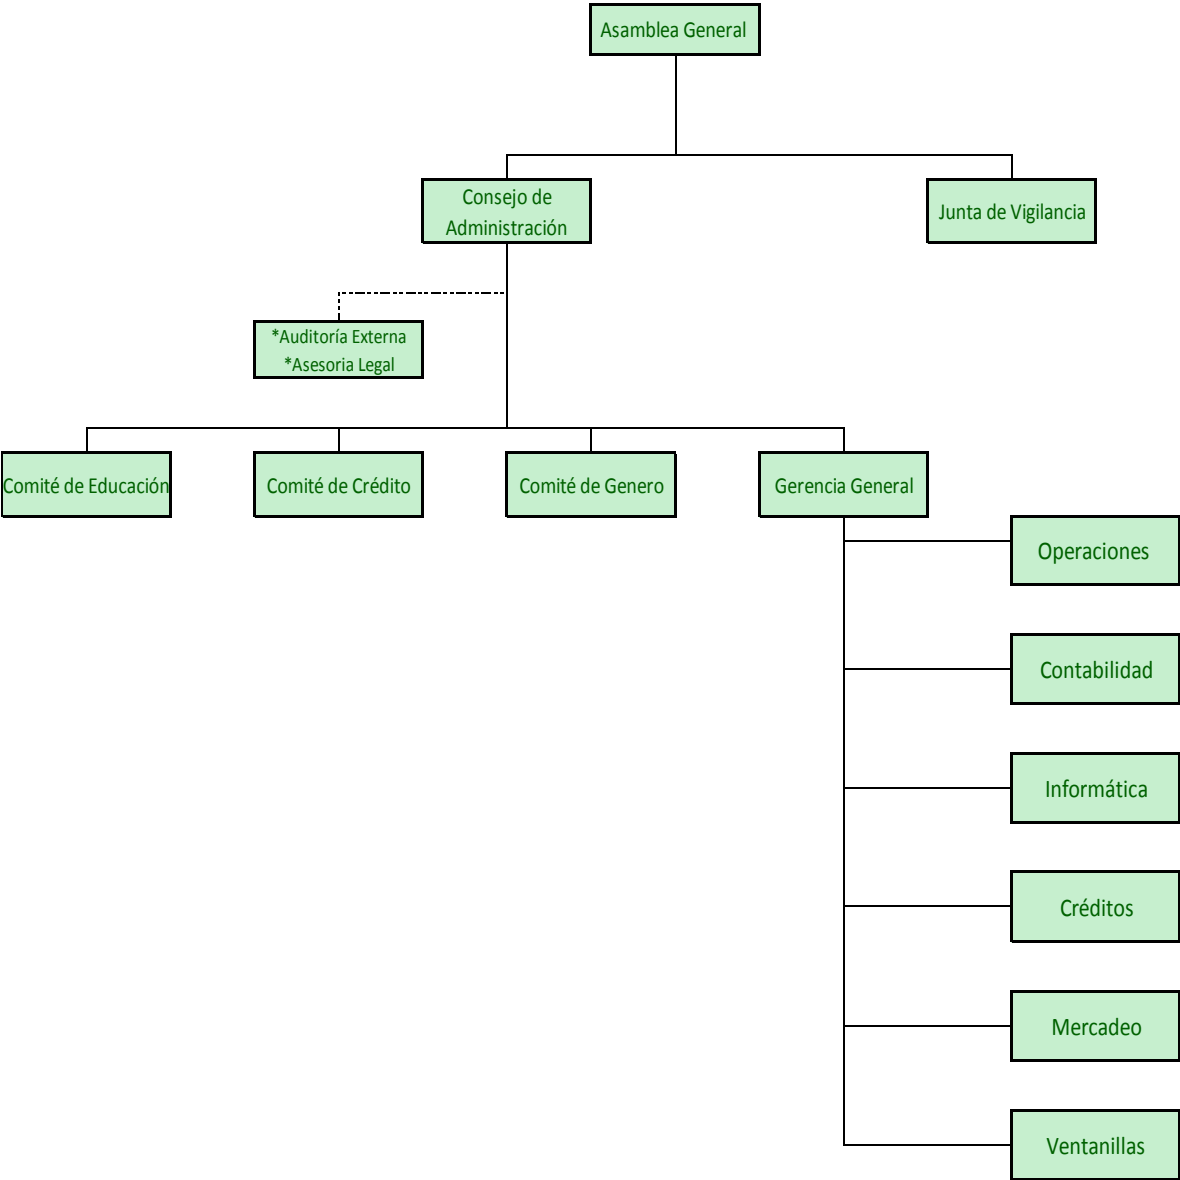 Asamblea General
Consejo de
Administración
Junta de Vigilancia
*Auditoría Externa
*Asesoria Legal
Comité de Educación
Comité de Crédito
Comité de Genero
Gerencia General
Operaciones
Contabilidad
Informática
Créditos
Mercadeo
Ventanillas